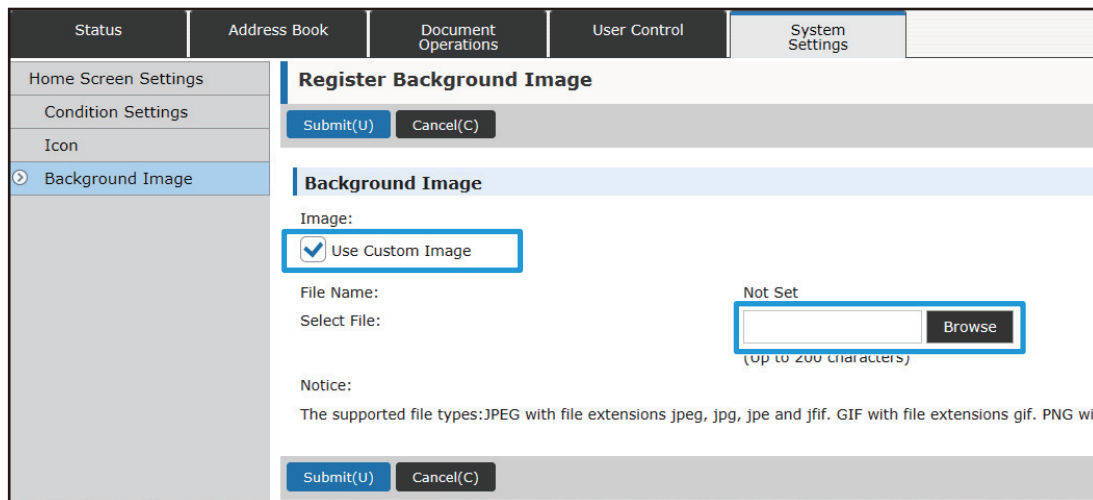 Status
Address Book
Document
Operations
User Control
System
Settings
Home Screen Settings
Condition Settings
Icon
Background Image
Register Background Image
Submit(U)
Cancel(C)
Background Image
Image:
Use Custom Image
File Name:
Not Set
Select File:
Browse
(Up to 200 characters)
Notice:
The supported file types:JPEG with file extensions jpeg, jpg, jpe and jfif. GIF with file extensions gif. PNG
Submit(U)
Cancel(C)